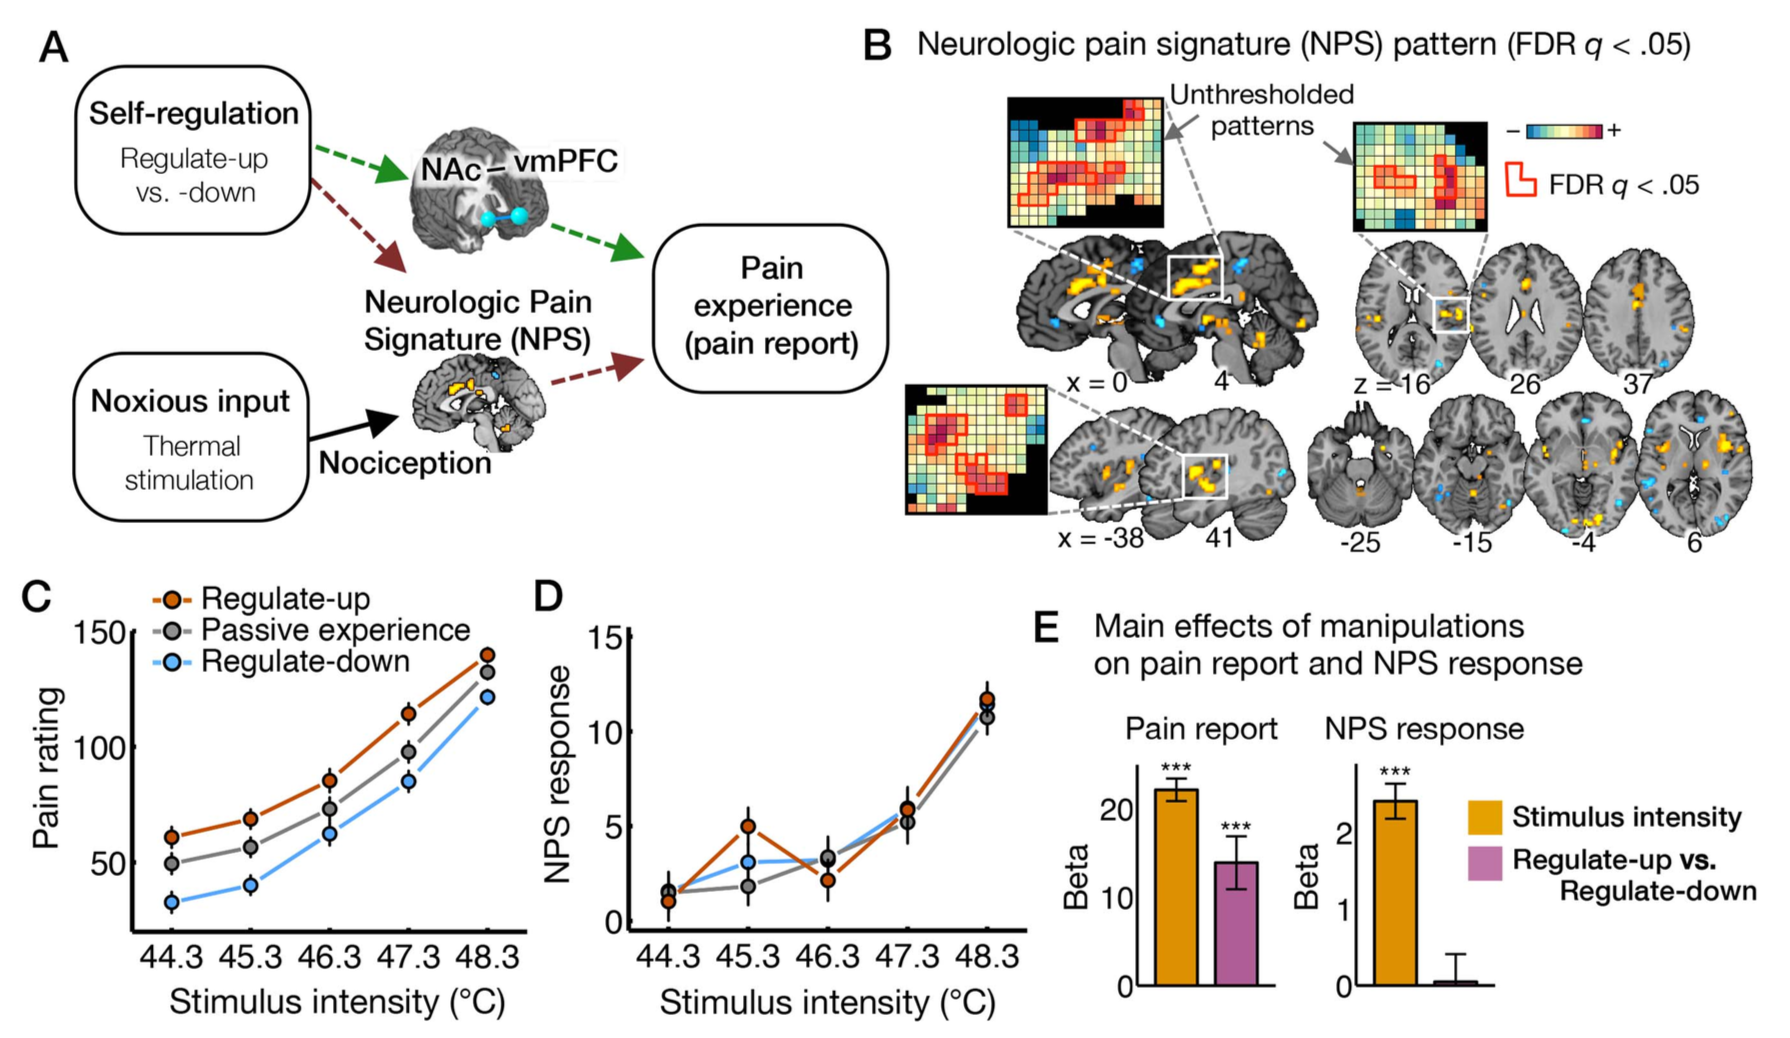 A
Self-regulation
Regulate-up
vs. -down
NAc – vmPFC
Neurologic Pain
Signature (NPS)
Noxious input
Thermal
stimulation
Nociception
Pain
experience
(pain report)
B Neurologic pain signature (NPS) pattern (FDR q < .05)
Unthresholded
patterns
– +
FDR q < .05
x = 0 4
z = 16 26 37
x = -38 41
-25 -15 -4 6
C
Regulate-up
Passive experience
Regulate-down
Pain rating
150
100
50
44.3 45.3 46.3 47.3 48.3
Stimulus intensity (°C)
D
NPS response
15
10
5
0
44.3 45.3 46.3 47.3 48.3
Stimulus intensity (°C)
E Main effects of manipulations
on pain report and NPS response
Pain report
***
***
Beta
20
10
0
NPS response
***
Beta
2
1
0
Stimulus intensity
Regulate-up vs.
Regulate-down